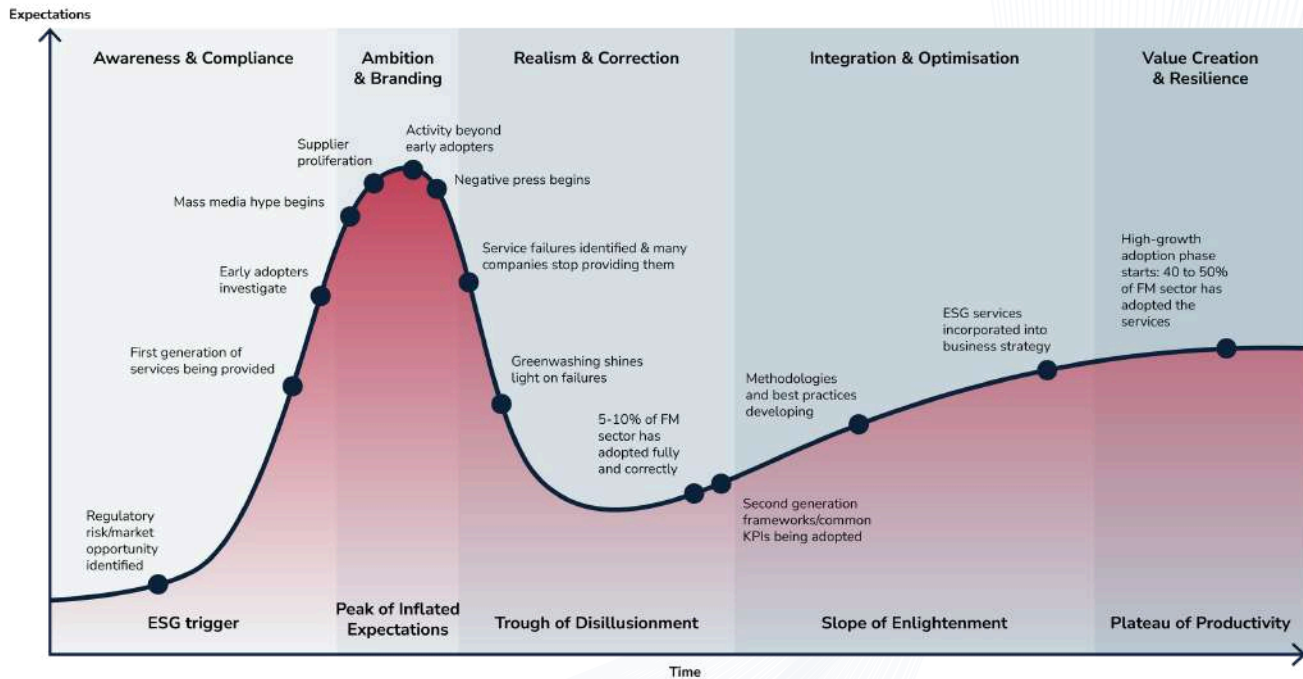 Expectations
Awareness & Compliance
Ambition
& Branding
Realism & Correction
Integration & Optimisation
Value Creation
& Resilience
Activity beyond
early adopters
Supplier
proliferation
Negative press begins
Mass media hype begins
Service failures identified & many
companies stop providing them
Early adopters
investigate
High-growth
adoption phase
starts: 40 to 50%
of FM sector has
adopted the
services
ESG services
incorporated into
business strategy
First generation of
services being provided
Greenwashing shines
light on failures
Methodologies
and best practices
developing
5-10% of FM
sector has
adopted fully
and correctly
Second generation
frameworks/common
KPIs being adopted
Regulatory
risk/market
opportunity
identified
ESG trigger
Peak of Inflated
Expectations
Trough of Disillusionment
Slope of Enlightenment
Plateau of Productivity
Time